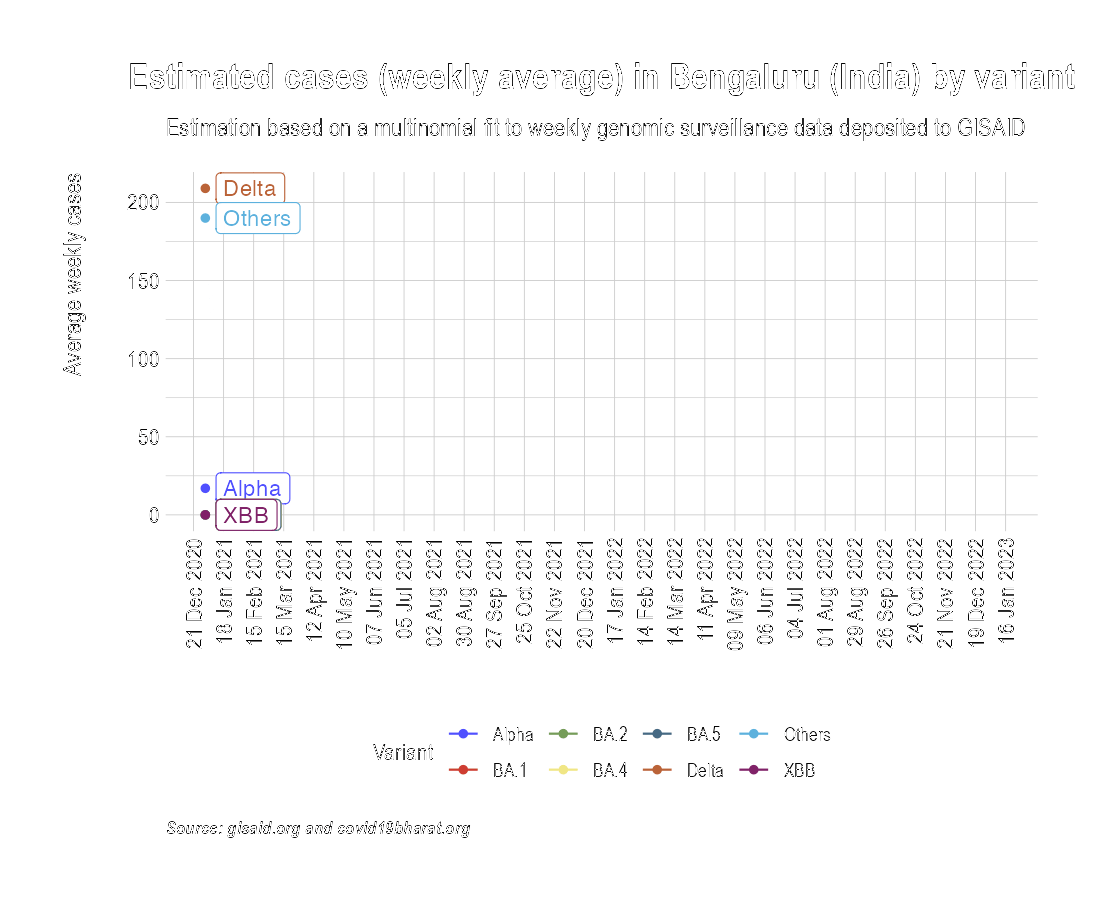 Estimated cases (weekly average) in Bengaluru (India) by variant
Estimation based on a multinomial fit to weekly genomic surveillance data deposited to GISAID
Average weekly cases
200
150
100
50
0
Delta
Others
Alpha
XBB
21 Dec 2020
18 Jan 2021
15 Feb 2021
15 Mar 2021
12 Apr 2021
10 May 2021
07 Jun 2021
05 Jul 2021
02 Aug 2021
30 Aug 2021
27 Sep 2021
25 Oct 2021
22 Nov 2021
20 Dec 2021
17 Jan 2022
14 Feb 2022
14 Mar 2022
11 Apr 2022
09 May 2022
06 Jun 2022
04 Jul 2022
01 Aug 2022
29 Aug 2022
26 Sep 2022
24 Oct 2022
21 Nov 2022
19 Dec 2022
16 Jan 2023
Variant
Alpha BA.2 BA.5 Others
BA.1 BA.4 Delta XBB
Source: gisaid.org and covid19bharat.org